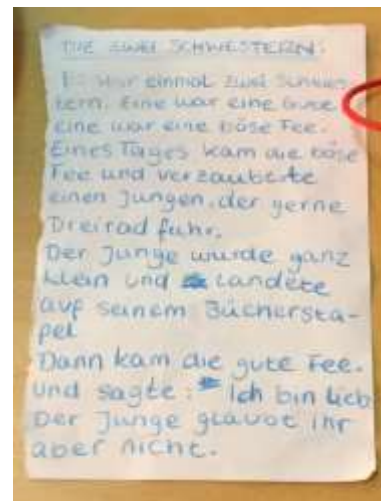 DIE ZWEI SCHWESTERN:
Es war einmal zwei Schwes-
tern. Eine war eine Gute
eine war eine böse Fee.
Eines Tages kam die böse
Fee und verzauberte
einen Jungen, der gerne
Dreirad fuhr.
Der Junge wurde ganz
klein und landete
auf seinem Büchersta-
pel
Dann kam die gute Fee.
und sagte: Ich bin lieb
Der Junge glaubt ihr
aber nicht.